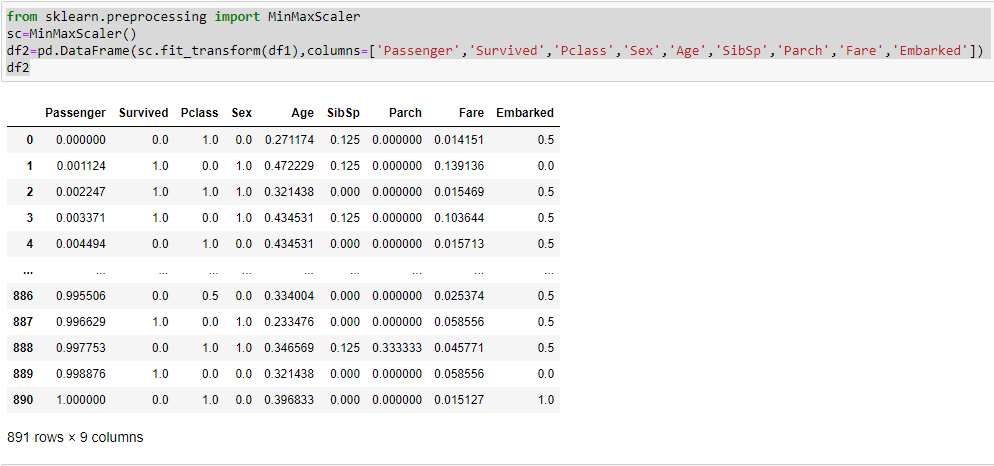 from sklearn.preprocessing import MinMaxScaler
sc=MinMaxScaler()
df2=pd.DataFrame(sc.fit_transform(df1),columns=['Passenger','Survived','Pclass','Sex','Age','SibSp','Parch','Fare','Embarked'])
df2
Passenger Survived Pclass Sex Age SibSp Parch Fare Embarked
0 0.000000 0.0 1.0 0.0 0.271174 0.125 0.000000 0.014151 0.5
1 0.001124 1.0 0.0 1.0 0.472229 0.125 0.000000 0.139136 0.0
2 0.002247 1.0 1.0 1.0 0.321438 0.000 0.000000 0.015469 0.5
3 0.003371 1.0 0.0 1.0 0.434531 0.125 0.000000 0.103644 0.5
4 0.004494 0.0 1.0 0.0 0.434531 0.000 0.000000 0.015713 0.5
... ... ... ... ... ... ... ... ... ...
886 0.995506 0.0 0.5 0.0 0.334004 0.000 0.000000 0.025374 0.5
887 0.996629 1.0 0.0 1.0 0.233476 0.000 0.000000 0.058556 0.5
888 0.997753 0.0 1.0 1.0 0.346569 0.125 0.333333 0.045771 0.5
889 0.998876 1.0 0.0 0.0 0.321438 0.000 0.000000 0.058556 0.0
890 1.000000 0.0 1.0 0.0 0.396833 0.000 0.000000 0.015127 1.0
891 rows × 9 columns